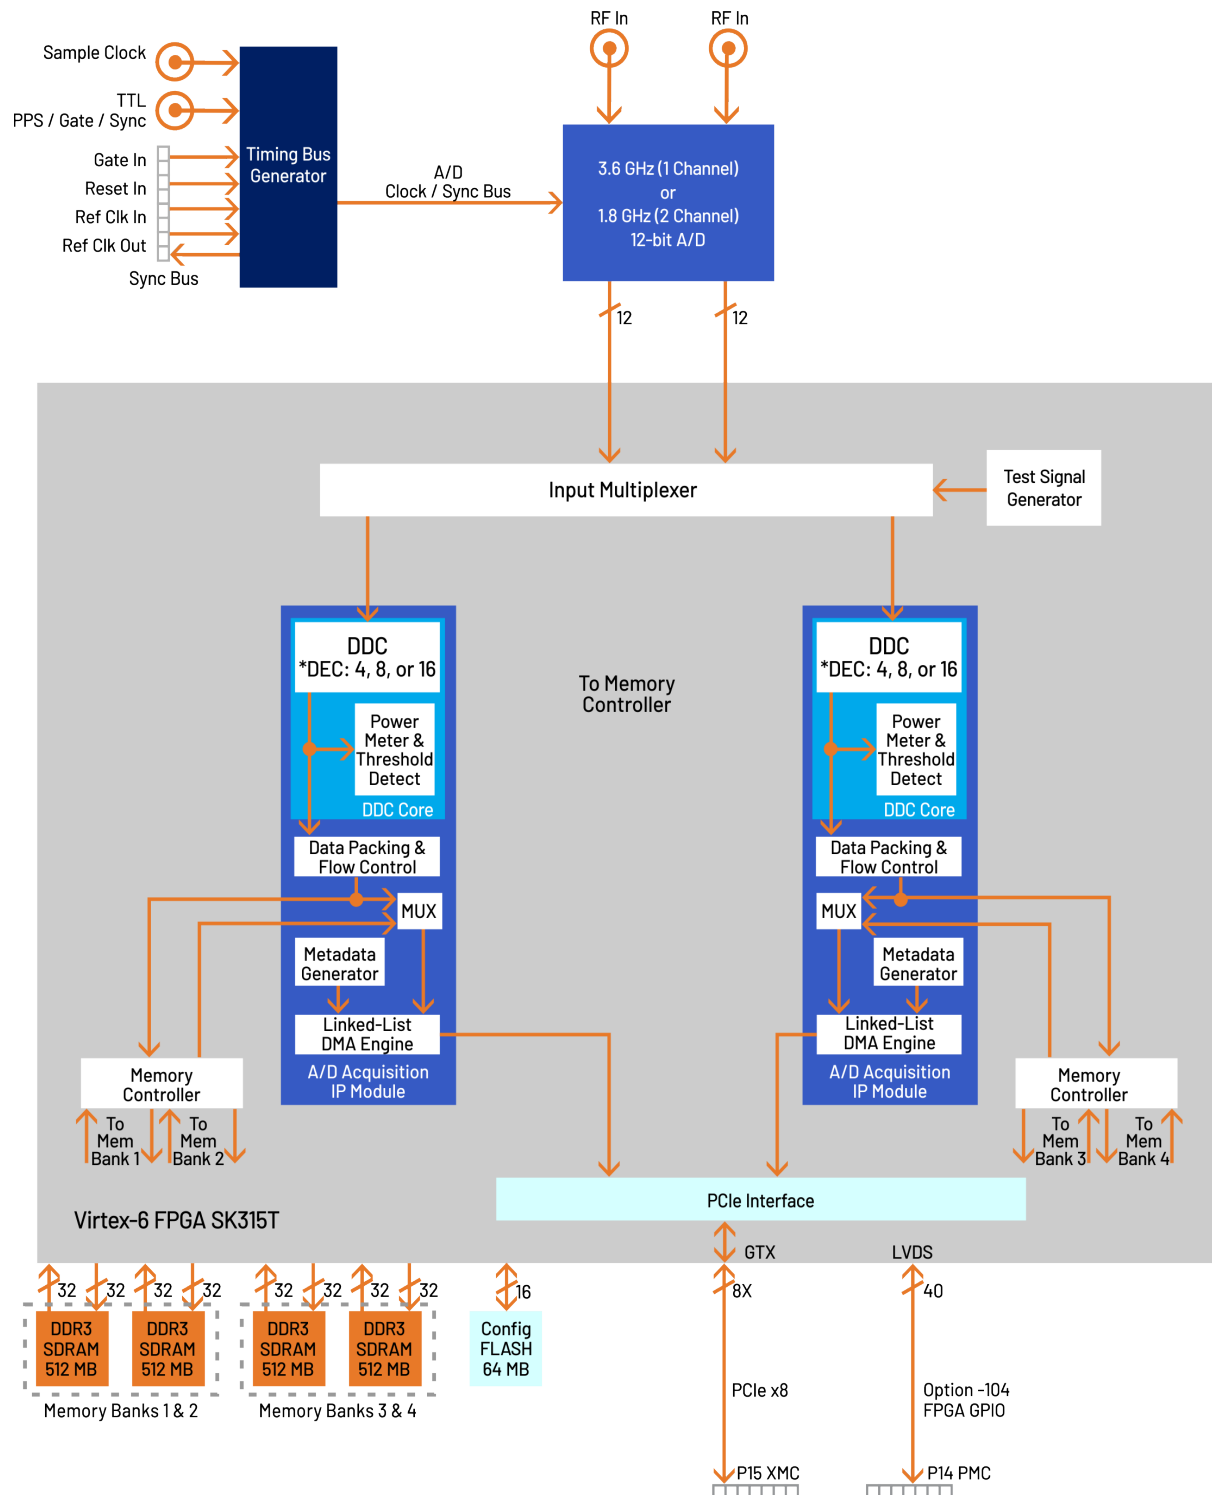 RF In
RF In
Sample Clock
TTL
PPS / Gate / Sync
Gate In
Reset In
Ref Clk In
Ref Clk Out
Sync Bus
Timing Bus
Generator
A/D
Clock / Sync Bus
3.6 GHz (1 Channel)
or
1.8 GHz (2 Channel)
12-bit A/D
12
12
Input Multiplexer
Test Signal
Generator
DDC
*DEC: 4, 8, or 16
Power
Meter &
Threshold
Detect
DDC Core
Data Packing &
Flow Control
MUX
Metadata
Generator
Linked-List
DMA Engine
A/D Acquisition
IP Module
To Memory
Controller
DDC
*DEC: 4, 8, or 16
Power
Meter &
Threshold
Detect
DDC Core
Data Packing &
Flow Control
MUX
Metadata
Generator
Linked-List
DMA Engine
A/D Acquisition
IP Module
Memory
Controller
To
Mem
Bank 1
To
Mem
Bank 2
Memory
Controller
To
Mem
Bank 3
To
Mem
Bank 4
PCIe Interface
Virtex-6 FPGA SK315T
GTX
LVDS
32
32
32
32
32
32
32
32
16
8X
40
DDR3
SDRAM
512 MB
DDR3
SDRAM
512 MB
DDR3
SDRAM
512 MB
DDR3
SDRAM
512 MB
Config
FLASH
64 MB
Memory Banks 1 & 2
Memory Banks 3 & 4
PCIe x8
Option -104
FPGA GPIO
P15 XMC
P14 PMC